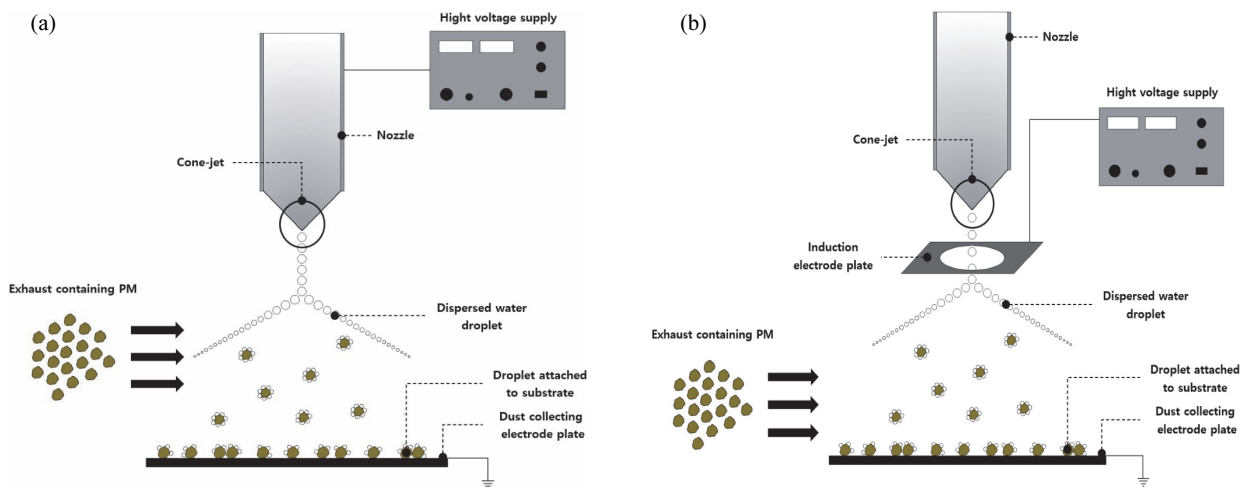 (a)
Hight voltage supply
Nozzle
Cone-jet
Exhaust containing PM
Dispersed water
droplet
Droplet attached
to substrate
Dust collecting
electrode plate
(b)
Nozzle
Hight voltage supply
Cone-jet
Induction
electrode plate
Dispersed water
droplet
Exhaust containing PM
Droplet attached
to substrate
Dust collecting
electrode plate